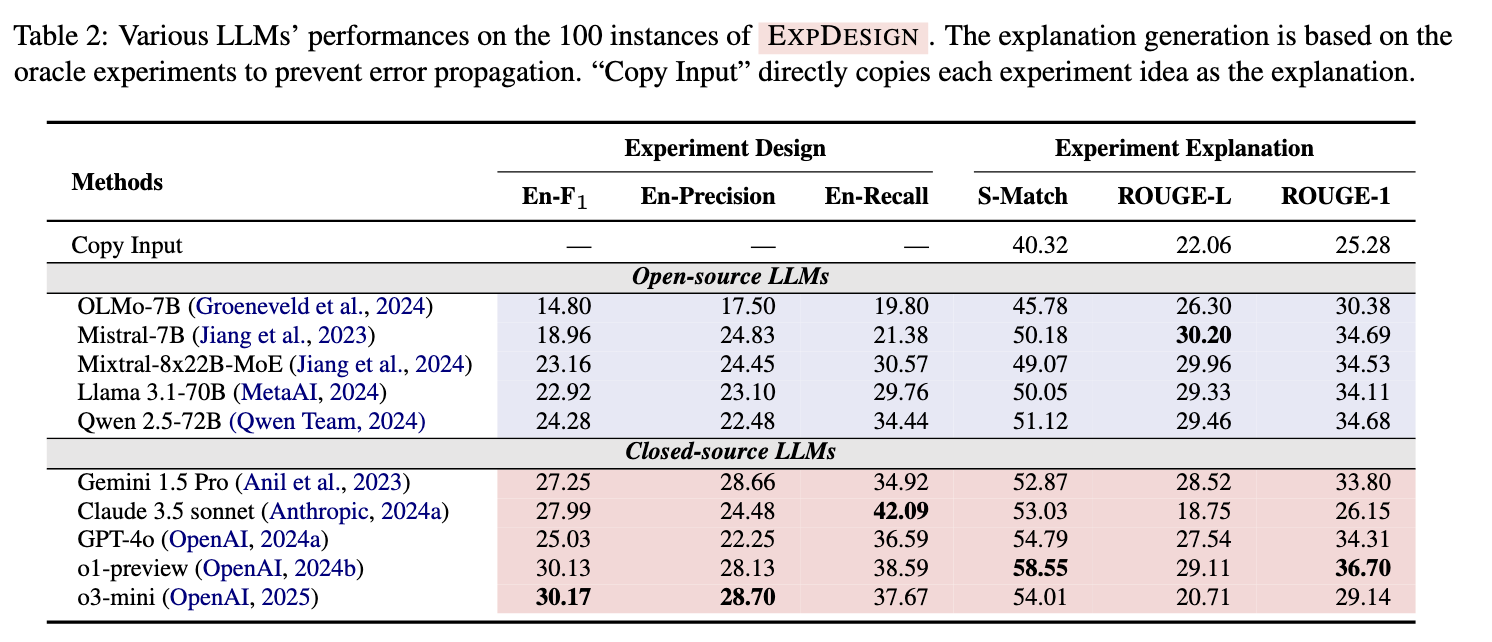 Table 2: Various LLMs’ performances on the 100 instances of EXPDESIGN . The explanation generation is based on the
oracle experiments to prevent error propagation. “Copy Input” directly copies each experiment idea as the explanation.
Methods Experiment Design Experiment Explanation
En-F1 En-Precision En-Recall S-Match ROUGE-L ROUGE-1
Copy Input — — — 40.32 22.06 25.28
Open-source LLMs
OLMo-7B (Groeneveld et al., 2024) 14.80 17.50 19.80 45.78 26.30 30.38
Mistral-7B (Jiang et al., 2023) 18.96 24.83 21.38 50.18 30.20 34.69
Mixtral-8x22B-MoE (Jiang et al., 2024) 23.16 24.45 30.57 49.07 29.96 34.53
Llama 3.1-70B (MetaAI, 2024) 22.92 23.10 29.76 50.05 29.33 34.11
Qwen 2.5-72B (Qwen Team, 2024) 24.28 22.48 34.44 51.12 29.46 34.68
Closed-source LLMs
Gemini 1.5 Pro (Anil et al., 2023) 27.25 28.66 34.92 52.87 28.52 33.80
Claude 3.5 sonnet (Anthropic, 2024a) 27.99 24.48 42.09 53.03 18.75 26.15
GPT-4o (OpenAI, 2024a) 25.03 22.25 36.59 54.79 27.54 34.31
o1-preview (OpenAI, 2024b) 30.13 28.13 38.59 58.55 29.11 36.70
o3-mini (OpenAI, 2025) 30.17 28.70 37.67 54.01 20.71 29.14